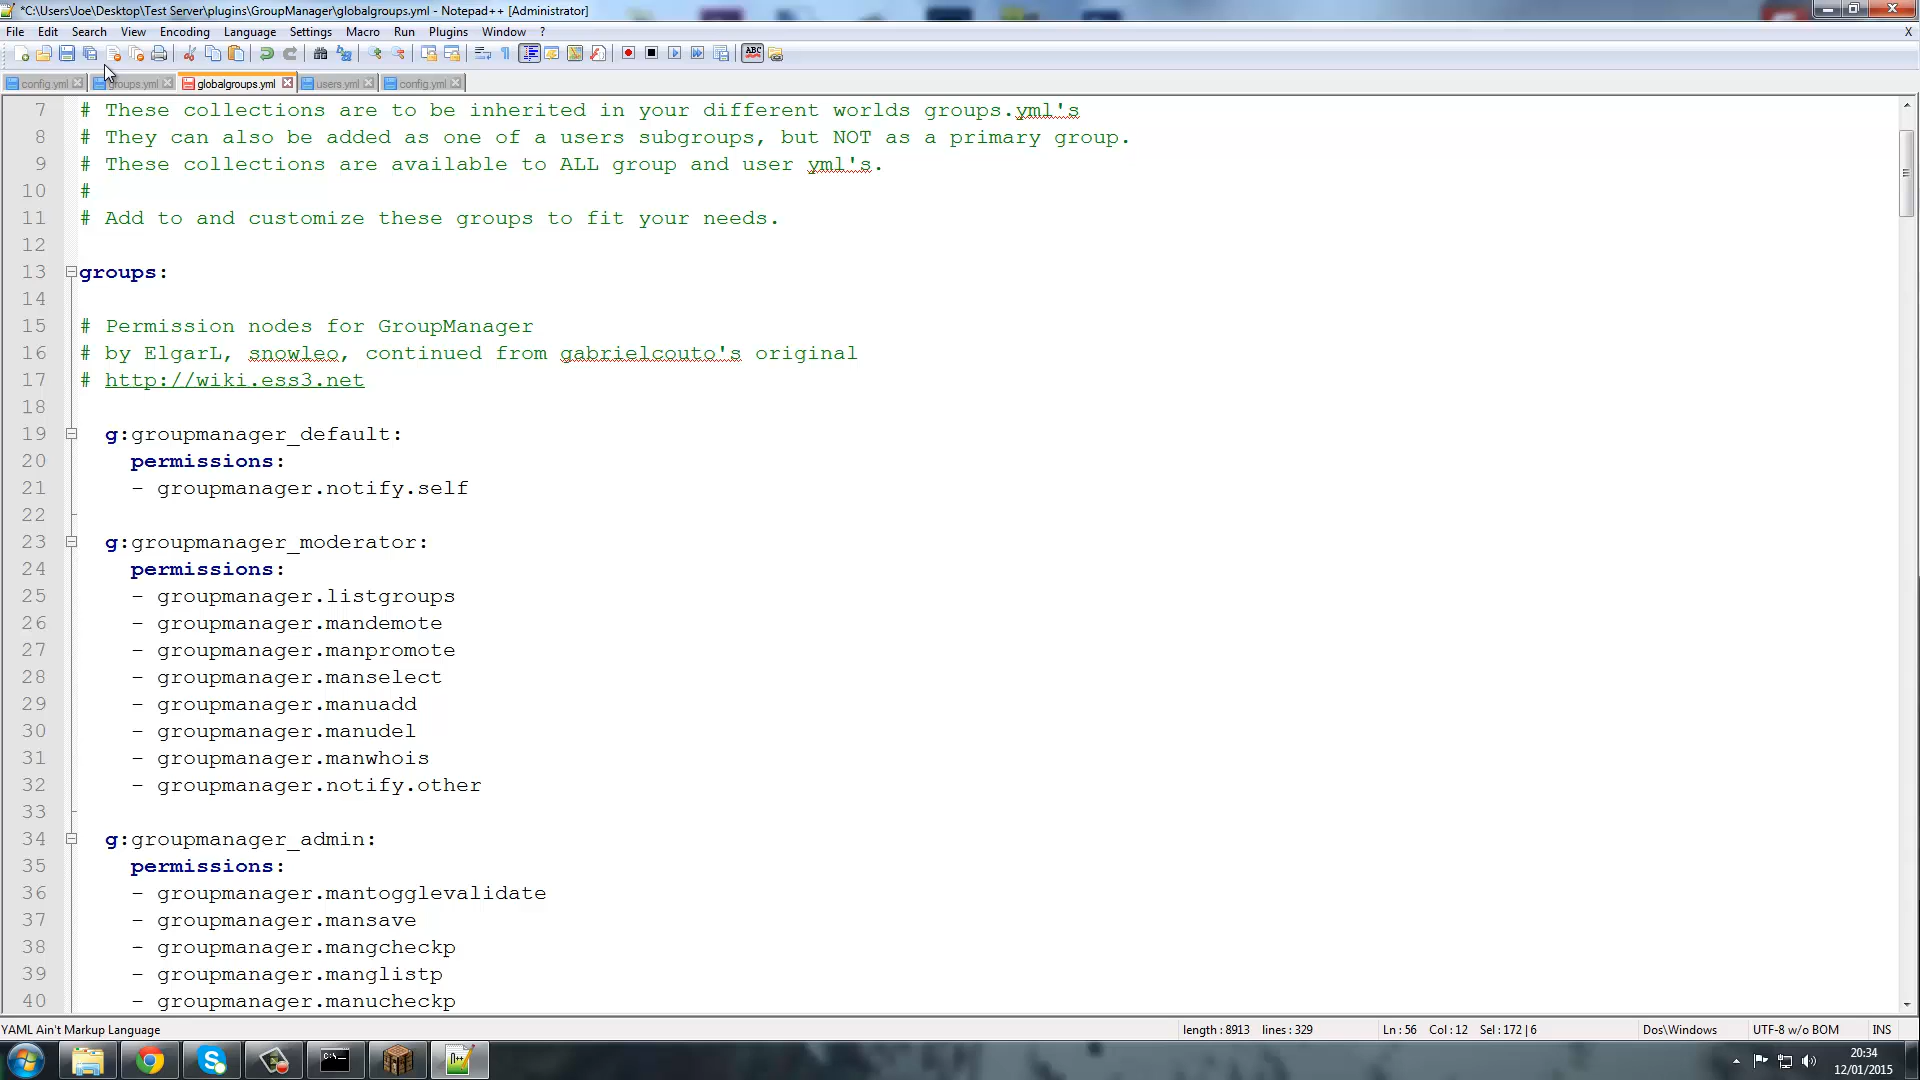 *C:\Users\Joe\Desktop\Test Server\plugins\GroupManager\globalgroups.yml - Notepad++ [Administrator]
File Edit Search View Encoding Language Settings Macro Run Plugins Window ? X
ABC
config.yml groups.yml globalgroups.yml users.yml config.yml
7 # These collections are to be inherited in your different worlds groups.yml's
8 # They can also be added as one of a users subgroups, but NOT as a primary group.
9 # These collections are available to ALL group and user yml's.
10 #
11 # Add to and customize these groups to fit your needs.
12
13 groups:
14
15 # Permission nodes for GroupManager
16 # by ElgarL, snowleo, continued from gabrielcouto's original
17 # http://wiki.ess3.net
18
19 g:groupmanager_default:
20 permissions:
21 - groupmanager.notify.self
22
23 g:groupmanager_moderator:
24 permissions:
25 - groupmanager.listgroups
26 - groupmanager.mandemote
27 - groupmanager.manpromote
28 - groupmanager.manselect
29 - groupmanager.manuadd
30 - groupmanager.manudel
31 - groupmanager.manwhois
32 - groupmanager.notify.other
33
34 g:groupmanager_admin:
35 permissions:
36 - groupmanager.mantogglevalidate
37 - groupmanager.mansave
38 - groupmanager.mangcheckp
39 - groupmanager.manglistp
40 - groupmanager.manucheckp
YAML Ain't Markup Language length : 8913 lines : 329 Ln : 56 Col : 12 Sel : 172 | 6 Dos\Windows UTF-8 w/o BOM INS
20:34
12/01/2015